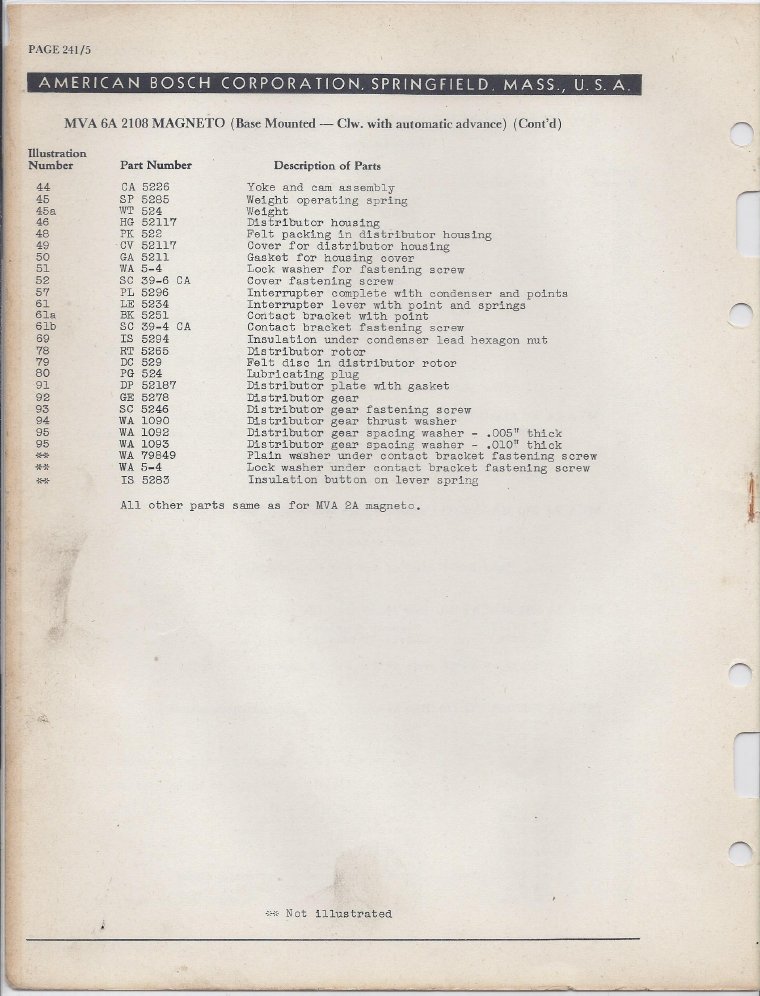 PAGE 241/5
AMERICAN BOSCH CORPORATION, SPRINGFIELD, MASS., U. S. A.
MVA 6A 2108 MAGNETO (Base Mounted — Clw. with automatic advance) (Cont'd)
Illustration
Number Part Number Description of Parts
44 CA 5226 Yoke and cam assembly
45 SP 5285 Weight operating spring
45a WT 524 Weight
46 HG 52117 Distributor housing
48 PK 522 Felt packing in distributor housing
49 CV 52117 Cover for distributor housing
50 GA 5211 Gasket for housing cover
51 WA 5-4 Lock washer for fastening screw
52 SC 39-6 CA Cover fastening screw
57 PL 5296 Interrupter complete with condenser and points
61 LE 5234 Interrupter lever with point and springs
61a BK 5251 Contact bracket with point
61b SC 39-4 CA Contact bracket fastening screw
69 IS 5294 Insulation under condenser lead hexagon nut
78 RT 5265 Distributor rotor
79 DC 529 Felt disc in distributor rotor
80 PG 524 Lubricating plug
91 DP 52187 Distributor plate with gasket
92 GE 5278 Distributor gear
93 SC 5246 Distributor gear fastening screw
94 WA 1090 Distributor gear thrust washer
95 WA 1092 Distributor gear spacing washer - .005" thick
95 WA 1093 Distributor gear spacing washer - .010" thick
** WA 79849 Plain washer under contact bracket fastening screw
** WA 5-4 Lock washer under contact bracket fastening screw
** IS 5283 Insulation button on lever spring
All other parts same as for MVA 2A magneto.
** Not illustrated